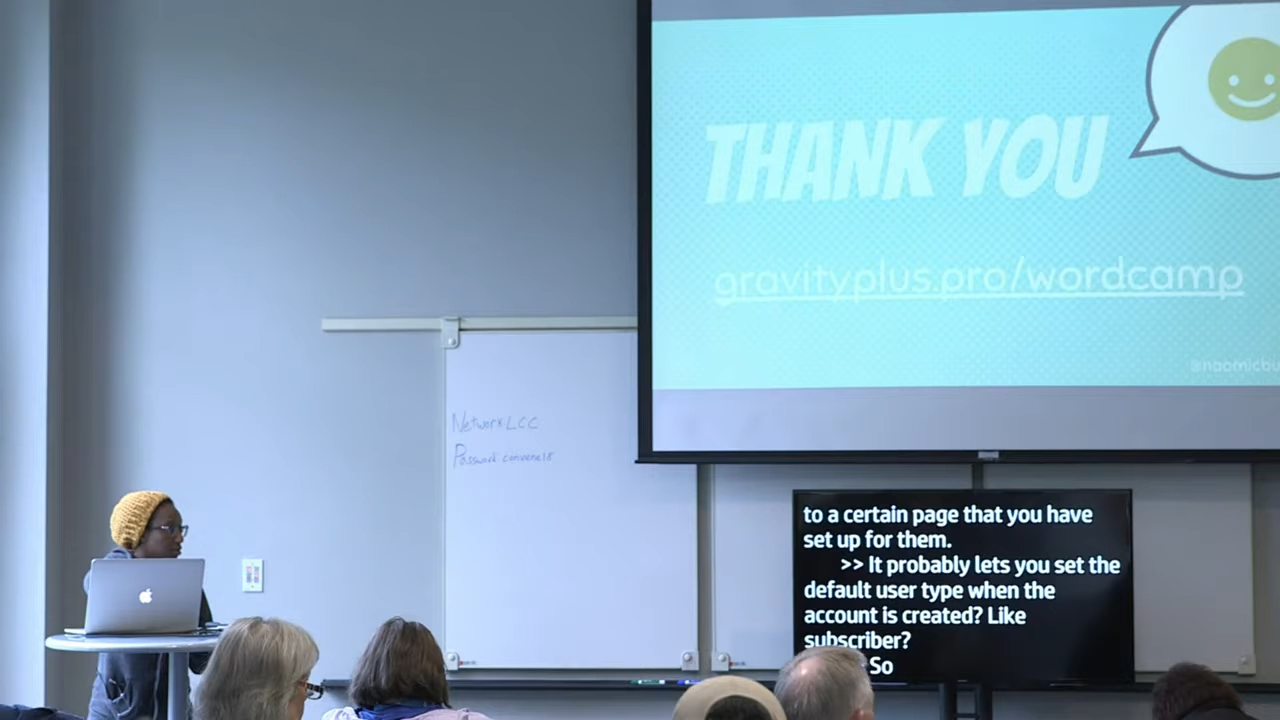 THANK YOU
gravityplus.pro/wordcamp
@naomicbu
Network: LCC
Password: convene18
to a certain page that you have
set up for them.
>> It probably lets you set the
default user type when the
account is created? Like
subscriber?
So